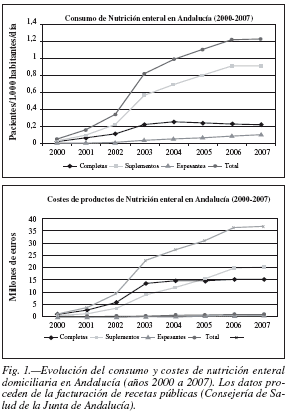 Consumo de Nutrición enteral en Andalucía (2000-2007)
Pacientes/1.000 habitantes/día
1,4
1,2
1
0,8
0,6
0,4
0,2
0
2000 2001 2002 2003 2004 2005 2006 2007
Completas Suplementos Espesantes Total
Costes de productos de Nutrición enteral en Andalucía (2000-2007)
Millones de euros
40
35
30
25
20
15
10
5
0
2000 2001 2002 2003 2004 2005 2006 2007
Completas Suplementos Espesantes Total
Fig. 1.—Evolución del consumo y costes de nutrición enteral
domiciliaria en Andalucía (años 2000 a 2007). Los datos pro-
ceden de la facturación de recetas públicas (Consejería de Sa-
lud de la Junta de Andalucía).